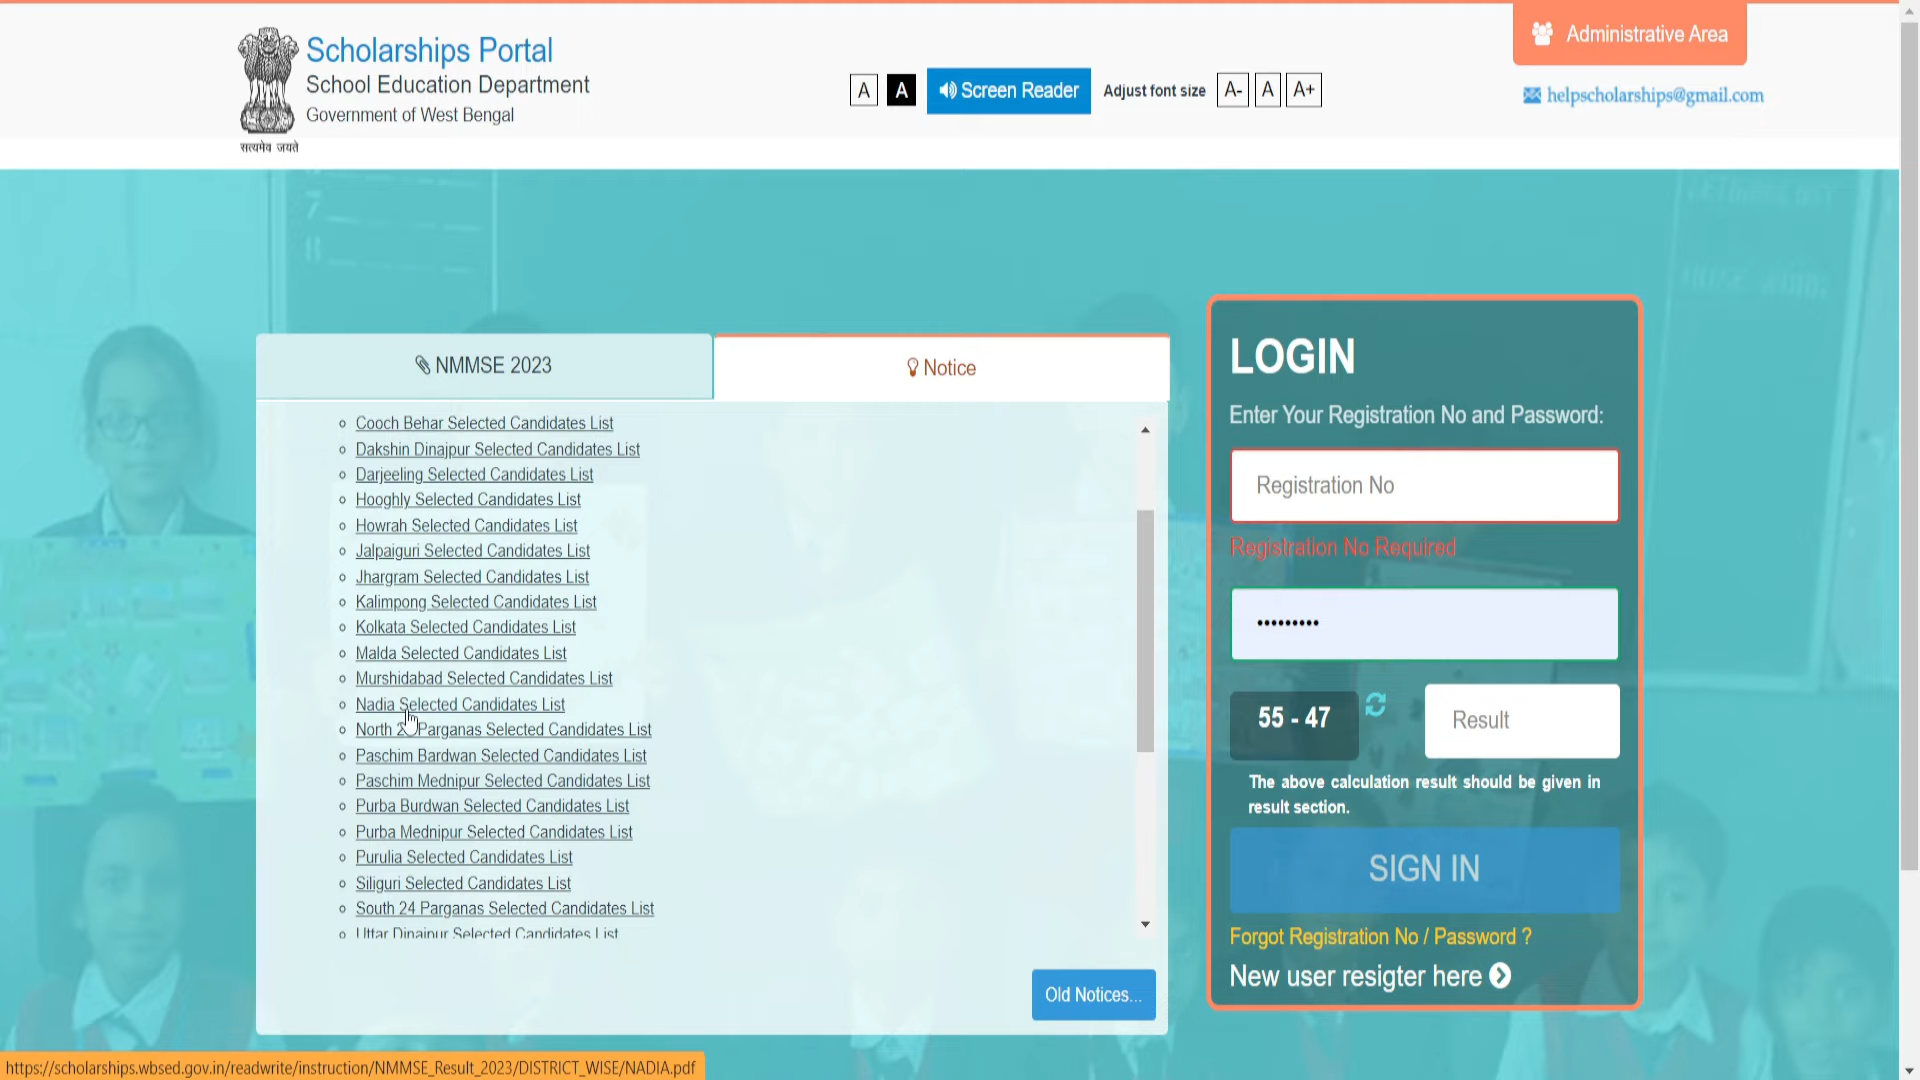 Administrative Area
Scholarships Portal
School Education Department
Government of West Bengal
सत्यमेव जयते
A A Screen Reader Adjust font size A- A A+
helpscholarships@gmail.com
NMMSE 2023
Notice
Cooch Behar Selected Candidates List
Dakshin Dinajpur Selected Candidates List
Darjeeling Selected Candidates List
Hooghly Selected Candidates List
Howrah Selected Candidates List
Jalpaiguri Selected Candidates List
Jhargram Selected Candidates List
Kalimpong Selected Candidates List
Kolkata Selected Candidates List
Malda Selected Candidates List
Murshidabad Selected Candidates List
Nadia Selected Candidates List
North 24 Parganas Selected Candidates List
Paschim Bardwan Selected Candidates List
Paschim Mednipur Selected Candidates List
Purba Burdwan Selected Candidates List
Purba Mednipur Selected Candidates List
Purulia Selected Candidates List
Siliguri Selected Candidates List
South 24 Parganas Selected Candidates List
Uttar Dinajpur Selected Candidates List
Old Notices...
LOGIN
Enter Your Registration No and Password:
Registration No
Registration No Required
•••••••••
55 - 47
Result
The above calculation result should be given in
result section.
SIGN IN
Forgot Registration No / Password ?
New user resigter here
https://scholarships.wbsed.gov.in/readwrite/instruction/NMMSE_Result_2023/DISTRICT_WISE/NADIA.pdf